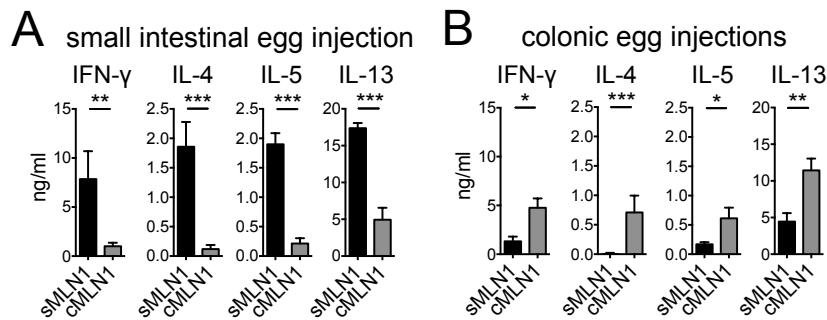 A small intestinal egg injection
IFN-γ IL-4 IL-5 IL-13
** *** *** ***
ng/ml
15 10 5 0
2.5 2.0 1.5 1.0 0.5 0.0
2.5 2.0 1.5 1.0 0.5 0.0
20 15 10 5 0
sMLN1 cMLN1 sMLN1 cMLN1 sMLN1 cMLN1 sMLN1 cMLN1
B colonic egg injections
IFN-γ IL-4 IL-5 IL-13
* *** * **
ng/ml
15 10 5 0
2.5 2.0 1.5 1.0 0.5 0.0
2.5 2.0 1.5 1.0 0.5 0.0
20 15 10 5 0
sMLN1 cMLN1 sMLN1 cMLN1 sMLN1 cMLN1 sMLN1 cMLN1